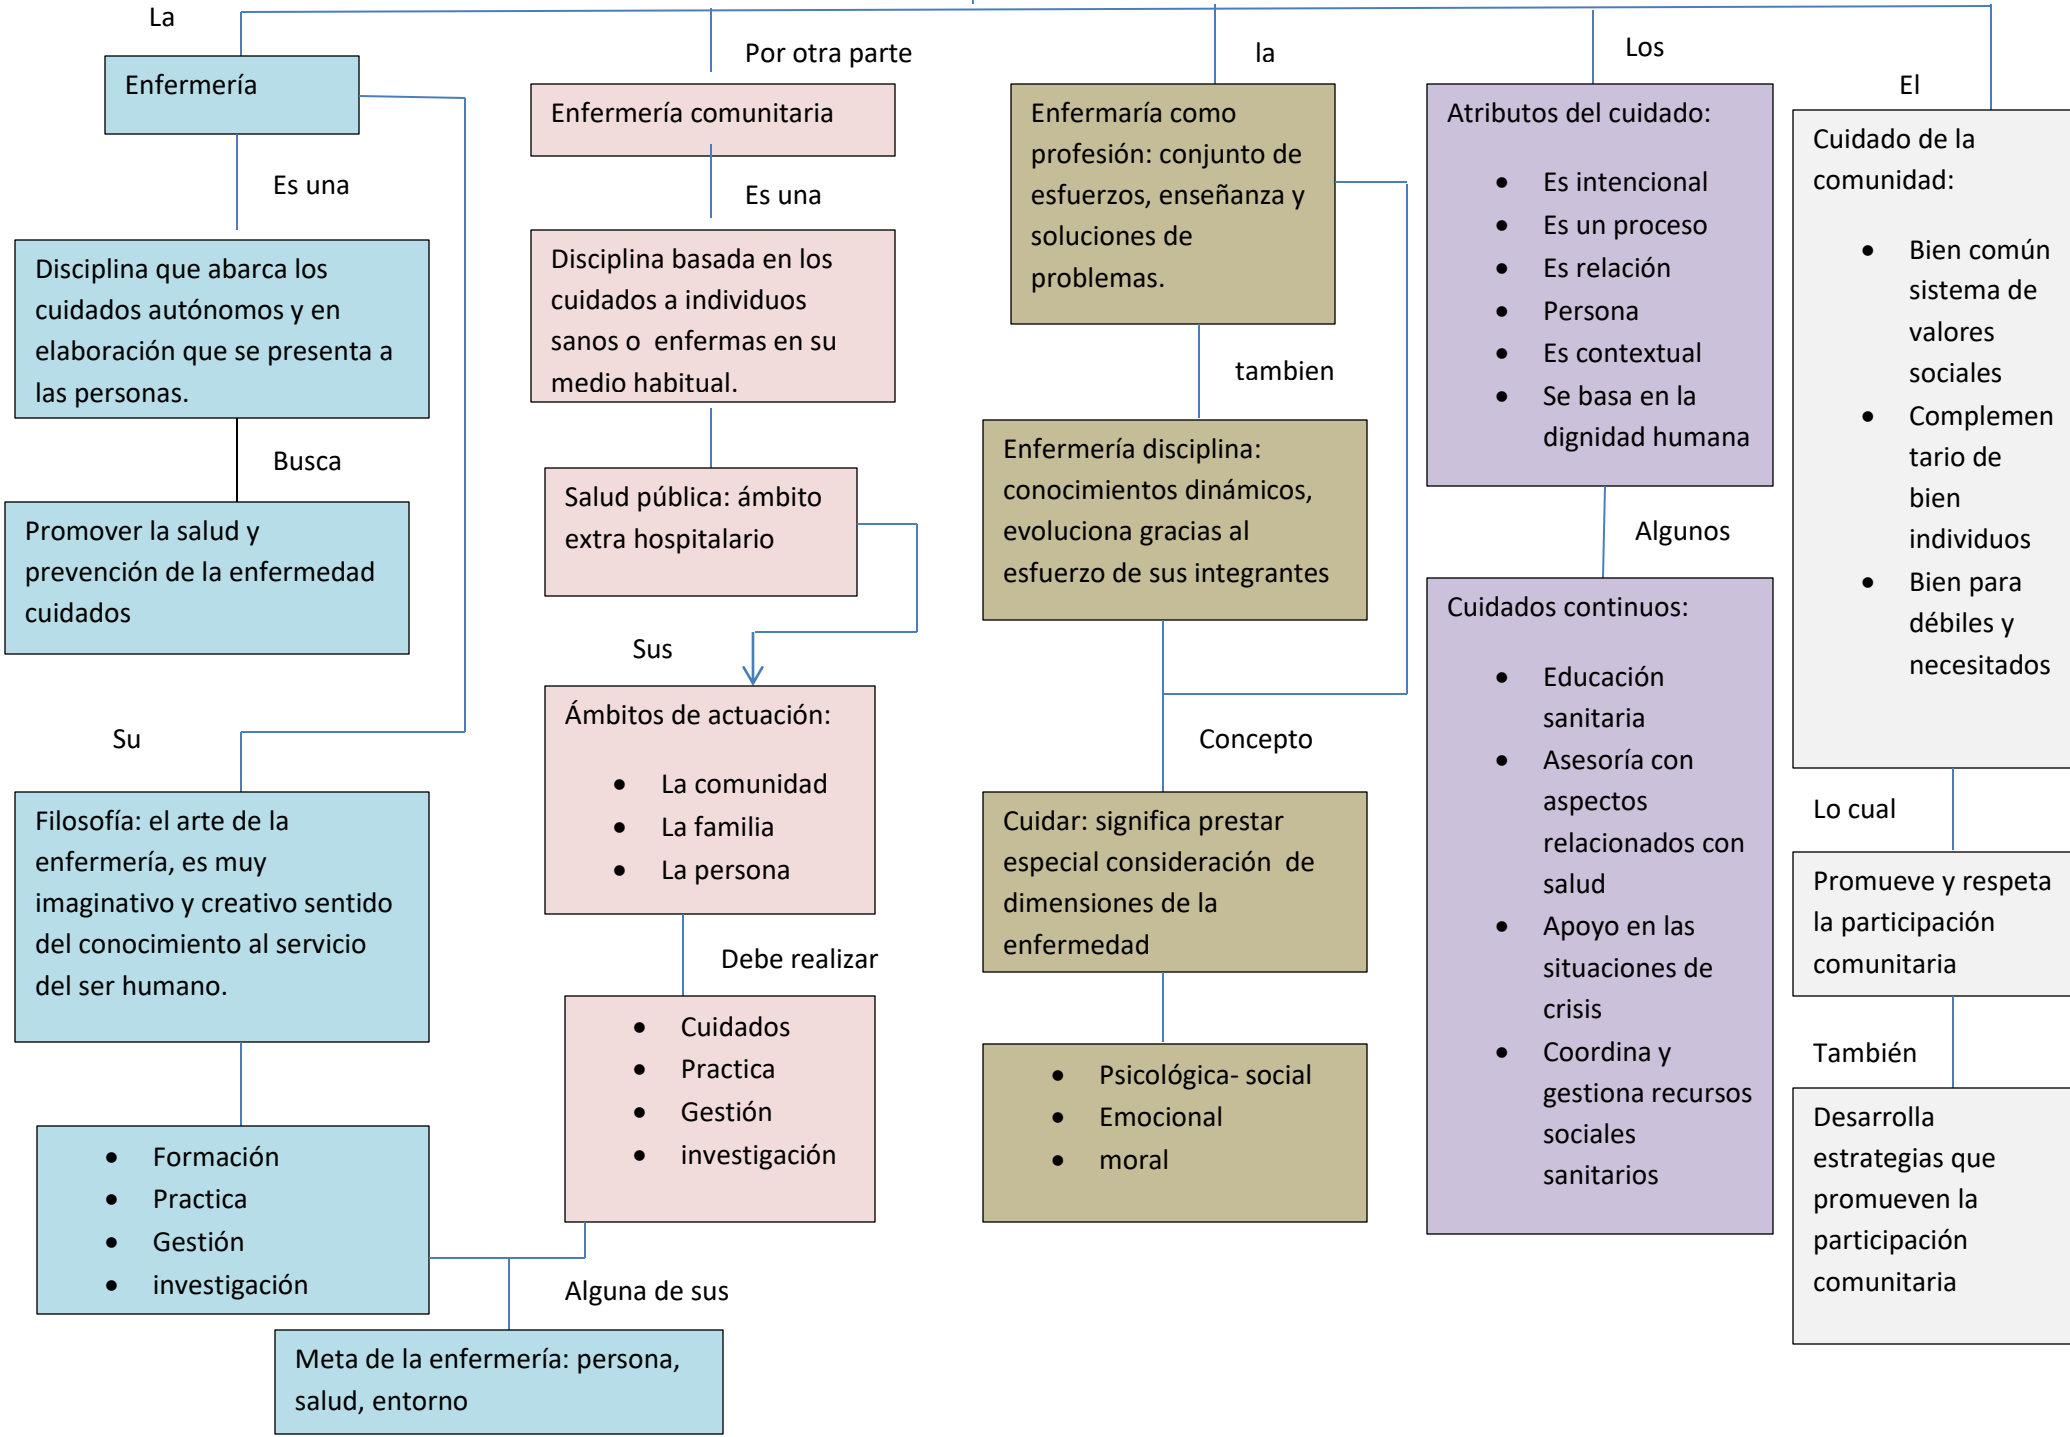 La
Enfermería
Es una
Disciplina que abarca los
cuidados autónomos y en
elaboración que se presenta a
las personas.
Busca
Promover la salud y
prevención de la enfermedad
cuidados
Su
Filosofía: el arte de la
enfermería, es muy
imaginativo y creativo sentido
del conocimiento al servicio
del ser humano.
• Formación
• Practica
• Gestión
• investigación
Por otra parte
Enfermería comunitaria
Es una
Disciplina basada en los
cuidados a individuos
sanos o enfermas en su
medio habitual.
Salud pública: ámbito
extra hospitalario
Sus
Ámbitos de actuación:
• La comunidad
• La familia
• La persona
Debe realizar
• Cuidados
• Practica
• Gestión
• investigación
Alguna de sus
Meta de la enfermería: persona,
salud, entorno
la
Enfermaría como
profesión: conjunto de
esfuerzos, enseñanza y
soluciones de
problemas.
tambien
Enfermería disciplina:
conocimientos dinámicos,
evoluciona gracias al
esfuerzo de sus integrantes
Concepto
Cuidar: significa prestar
especial consideración de
dimensiones de la
enfermedad
• Psicológica- social
• Emocional
• moral
Los
Atributos del cuidado:
• Es intencional
• Es un proceso
• Es relación
• Persona
• Es contextual
• Se basa en la
dignidad humana
Algunos
Cuidados continuos:
• Educación
sanitaria
• Asesoría con
aspectos
relacionados con
salud
• Apoyo en las
situaciones de
crisis
• Coordina y
gestiona recursos
sociales
sanitarios
El
Cuidado de la
comunidad:
• Bien común
sistema de
valores
sociales
• Complemen
tario de
bien
individuos
• Bien para
débiles y
necesitados
Lo cual
Promueve y respeta
la participación
comunitaria
También
Desarrolla
estrategias que
promueven la
participación
comunitaria